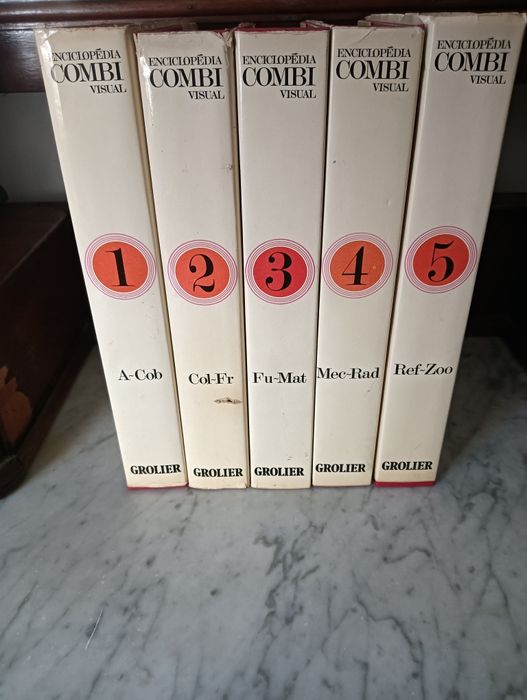 ENCICLOPÉDIA
COMBI
VISUAL
1
A-Cob
GROLIER
ENCICLOPÉDIA
COMBI
VISUAL
2
Col-Fr
GROLIER
ENCICLOPÉDIA
COMBI
VISUAL
3
Fu-Mat
GROLIER
ENCICLOPÉDIA
COMBI
VISUAL
4
Mec-Rad
GROLIER
ENCICLOPÉDIA
COMBI
VISUAL
5
Ref-Zoo
GROLIER